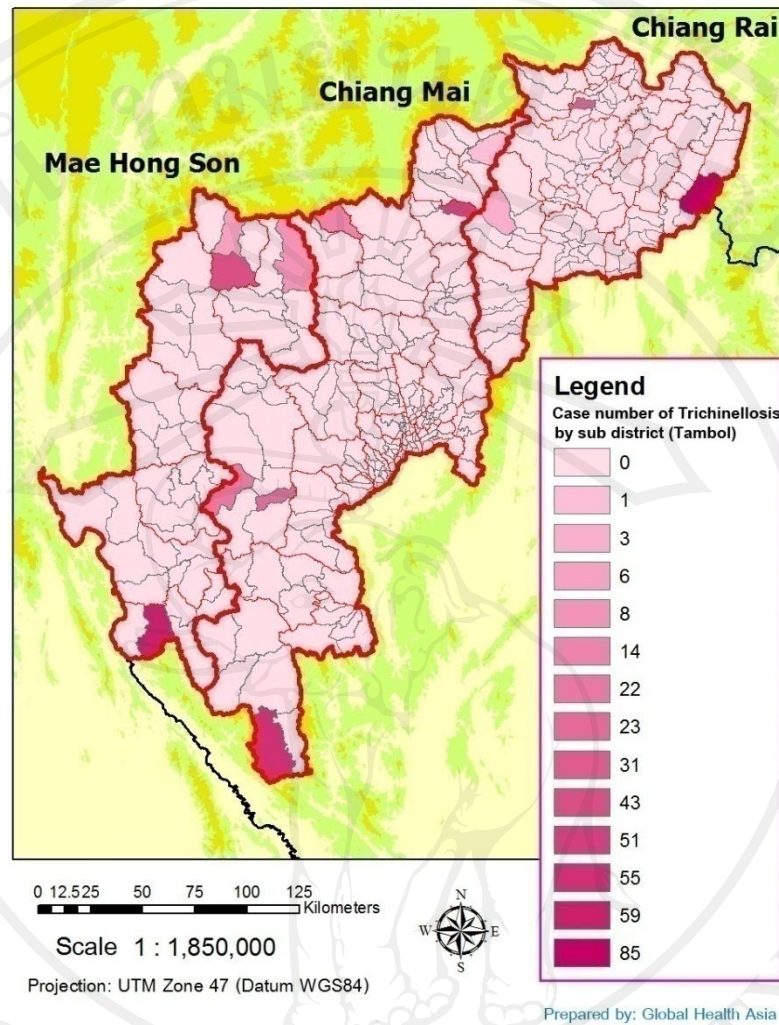 Chiang Rai
Chiang Mai
Mae Hong Son
Legend
Case number of Trichinellosis
by sub district (Tambol)
0
1
3
6
8
14
22
23
31
43
51
55
59
85
0 12.525 50 75 100 125
Kilometers
Scale 1 : 1,850,000
Projection: UTM Zone 47 (Datum WGS84)
N
W E
S
Prepared by: Global Health Asia